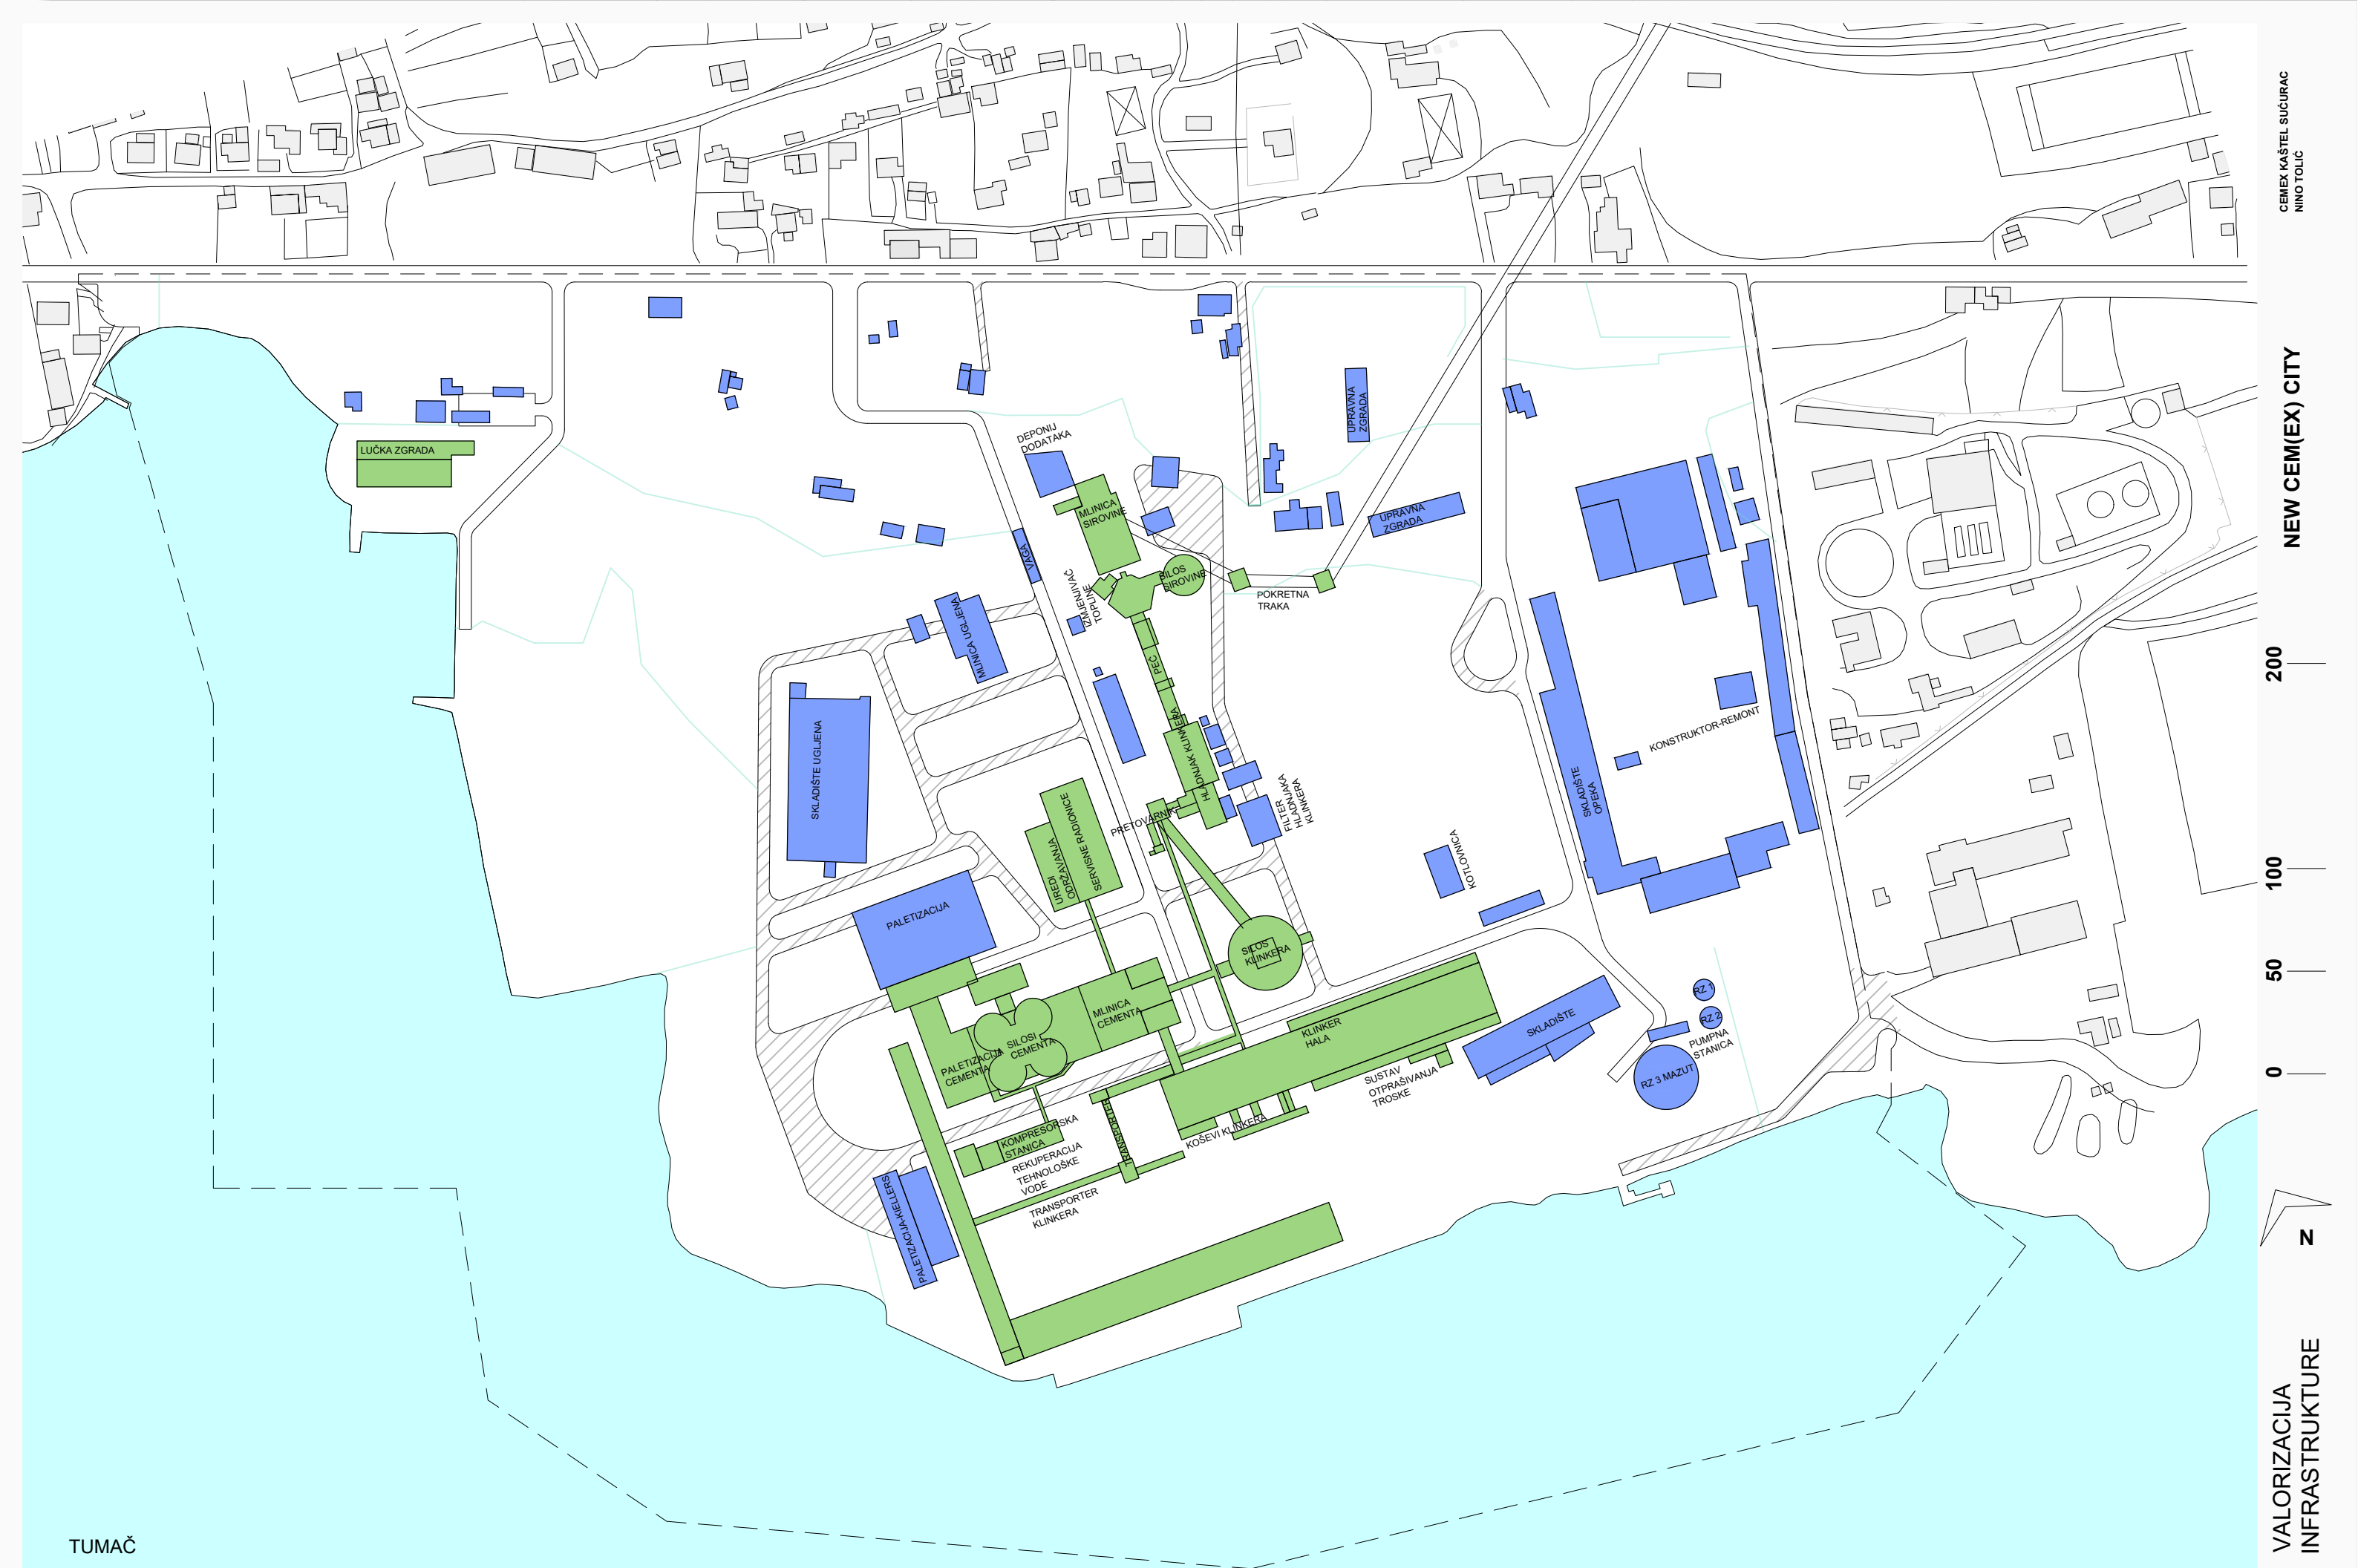 CEMEX KAŠTEL SUĆURAC
NINO TOLIĆ
NEW CEM(EX) CITY
200
100
50
0
N
VALORIZACIJA
INFRASTRUKTURE
TUMAČ
LUČKA ZGRADA
DEPONIJ
DODATAKA
MLINICA
SIROVINE
UPRAVNA
ZGRADA
UPRAVNA
ZGRADA
VAGA
SILOS
SIROVINE
IZMJENJIVAČ
TOPLINE
POKRETNA
TRAKA
MLINICA UGLJENA
PEĆ
SKLADIŠTE UGLJENA
HLADNJAK KLINKERA
KONSTRUKTOR-REMONT
SKLADIŠTE
OPEKA
FILTER
HLADNJAKA
KLINKERA
PRETOVARNIK
UREDI
ODRŽAVANJA
SERVISNE RADIONICE
KOTLOVNICA
PALETIZACIJA
SILOS
KLINKERA
MLINICA
CEMENTA
SILOSI
CEMENTA
PALETIZACIJA
CEMENTA
KLINKER
HALA
SKLADIŠTE
RZ 1
RZ 2
PUMPNA
STANICA
RZ 3 MAZUT
SUSTAV
OTPRAŠIVANJA
TROSKE
KOŠEVI KLINKERA
TRANSPORTER
KOMPRESORSKA
STANICA
REKUPERACIJA
TEHNOLOŠKE
VODE
TRANSPORTER
KLINKERA
PALETIZACIJA-KIELLERS